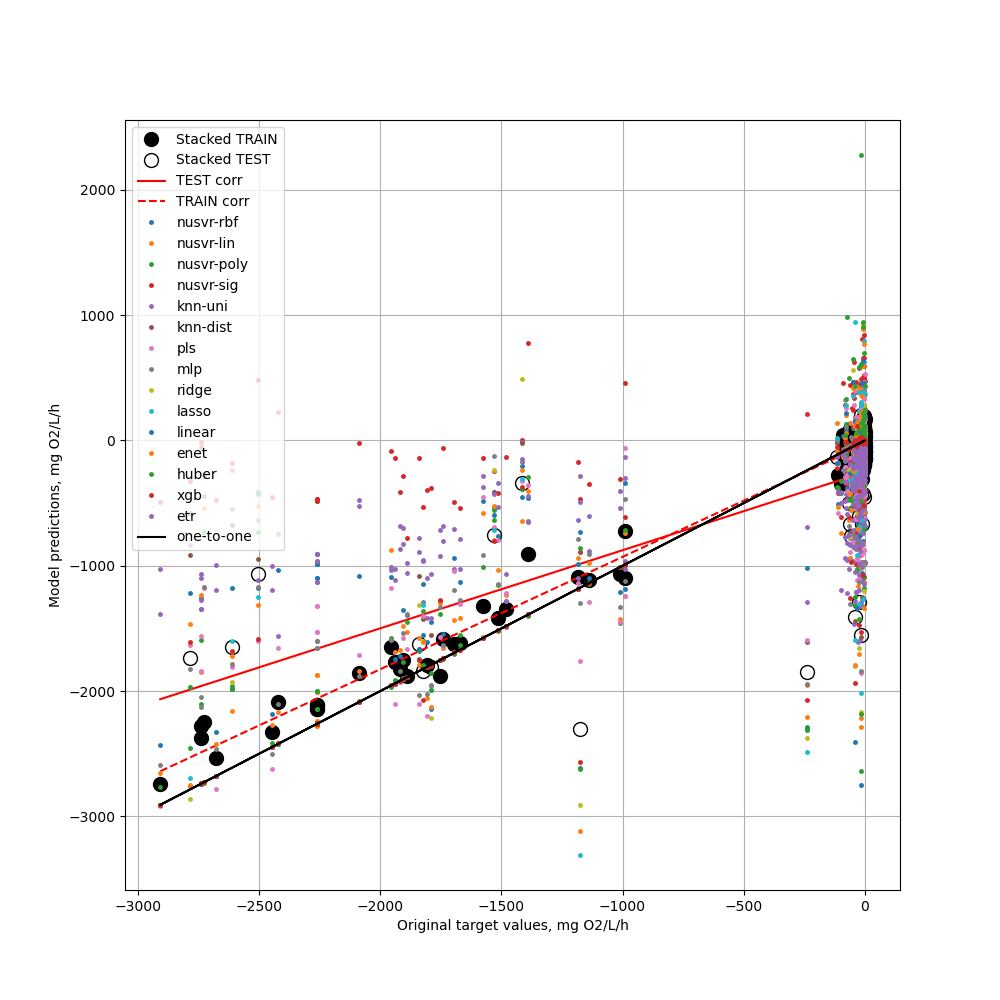 Stacked TRAIN
Stacked TEST
TEST corr
TRAIN corr
nusvr-rbf
nusvr-lin
nusvr-poly
nusvr-sig
knn-uni
knn-dist
pls
mlp
ridge
lasso
linear
enet
huber
xgb
etr
one-to-one
2000
1000
0
−1000
−2000
−3000
Model predictions, mg O2/L/h
−3000 −2500 −2000 −1500 −1000 −500 0
Original target values, mg O2/L/h